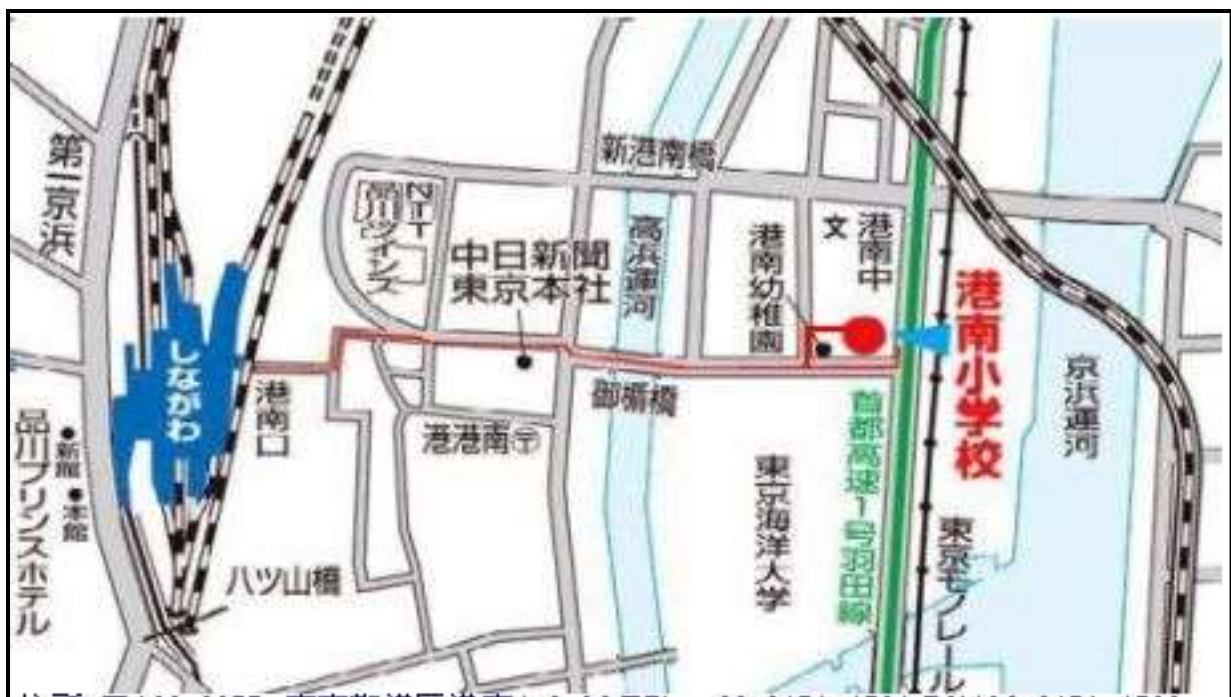 第一京浜
新港南橋
品川ツインズ
NTT
中日新聞
東京本社
高浜運河
港南幼稚園
文
港南中
港南小学校
京浜運河
しながわ
港南口
港港南〒
御楯橋
東京海洋大学
首都高速1号羽田線
東京モノレール
品川プリンスホテル
●新館
●本館
八ツ山橋